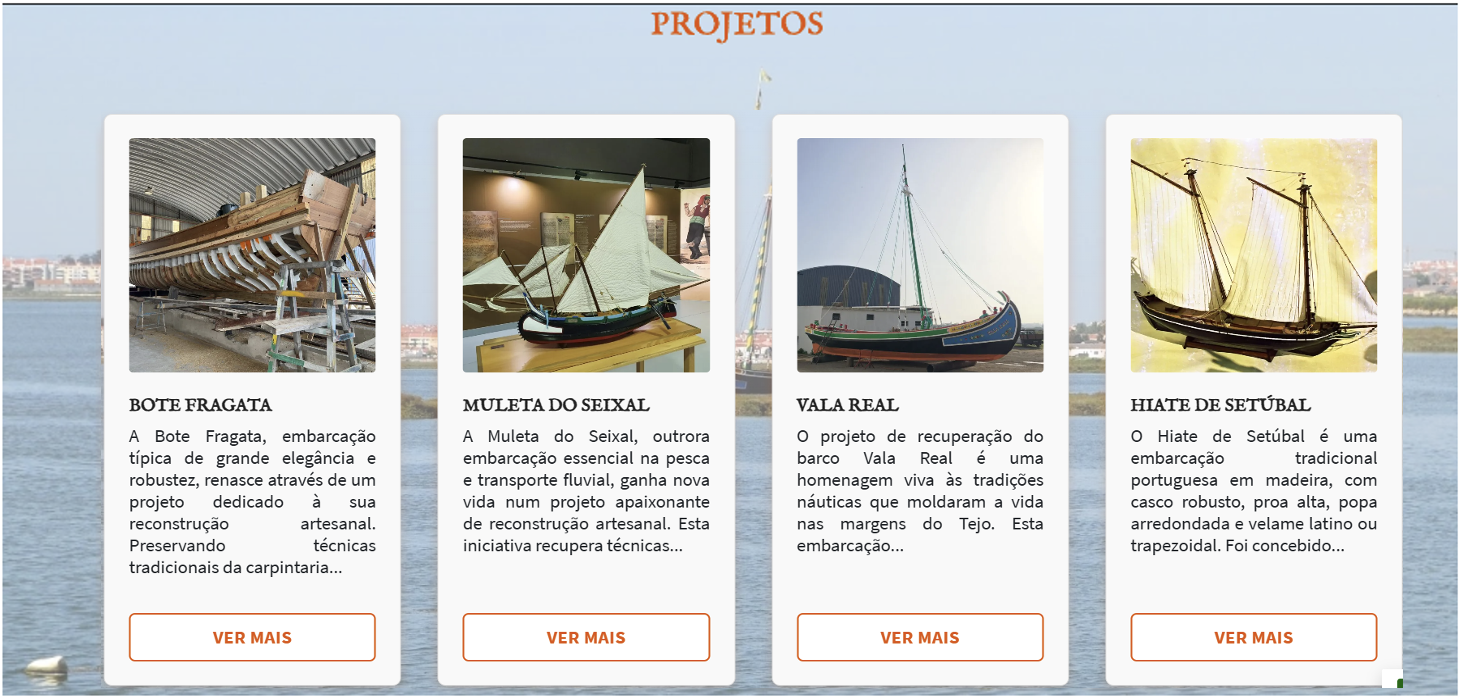 PROJETOS
BOTE FRAGATA
A Bote Fragata, embarcação
típica de grande elegância e
robustez, renasce através de um
projeto dedicado à sua
reconstrução artesanal.
Preservando técnicas
tradicionais da carpintaria...
VER MAIS
MULETA DO SEIXAL
A Muleta do Seixal, outrora
embarcação essencial na pesca
e transporte fluvial, ganha nova
vida num projeto apaixonante
de reconstrução artesanal. Esta
iniciativa recupera técnicas...
VER MAIS
VALA REAL
O projeto de recuperação do
barco Vala Real é uma
homenagem viva às tradições
náuticas que moldaram a vida
nas margens do Tejo. Esta
embarcação...
VER MAIS
HIATE DE SETÚBAL
O Hiate de Setúbal é uma
embarcação tradicional
portuguesa em madeira, com
casco robusto, proa alta, popa
arredondada e velame latino ou
trapezoidal. Foi concebido...
VER MAIS